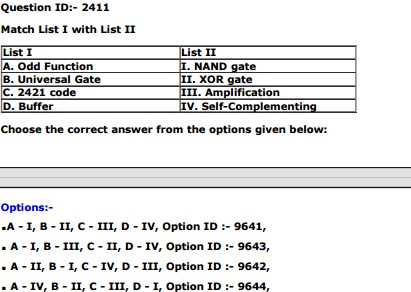 Question ID:- 2411
Match List I with List II
List I List II
A. Odd Function I. NAND gate
B. Universal Gate II. XOR gate
C. 2421 code III. Amplification
D. Buffer IV. Self-Complementing
Choose the correct answer from the options given below:
Options:-
▪A - I, B - II, C - III, D - IV, Option ID :- 9641,
▪ A - I, B - III, C - II, D - IV, Option ID :- 9643,
▪ A - II, B - I, C - IV, D - III, Option ID :- 9642,
▪ A - IV, B - II, C - III, D - I, Option ID :- 9644,